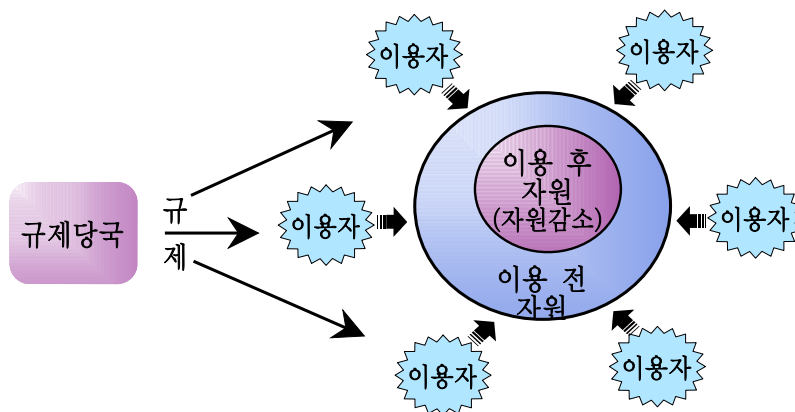 이용자
이용자
이용 후
자원
(자원감소)
규
제
규제당국
이용자
이용자
이용 전
자원
이용자
이용자